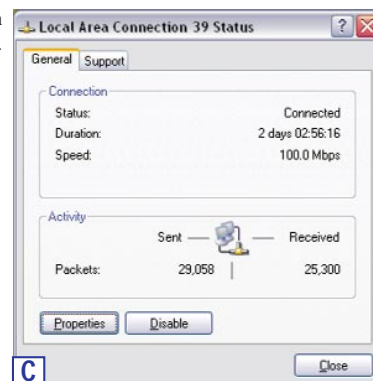 Local Area Connection 39 Status
General Support
Connection
Status: Connected
Duration: 2 days 02:56:16
Speed: 100.0 Mbps
Activity
Sent — — Received
Packets: 29,058 | 25,300
Properties Disable
Close
C